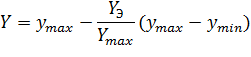 Y = y_max − Y_Э / Y_max (y_max − y_min)